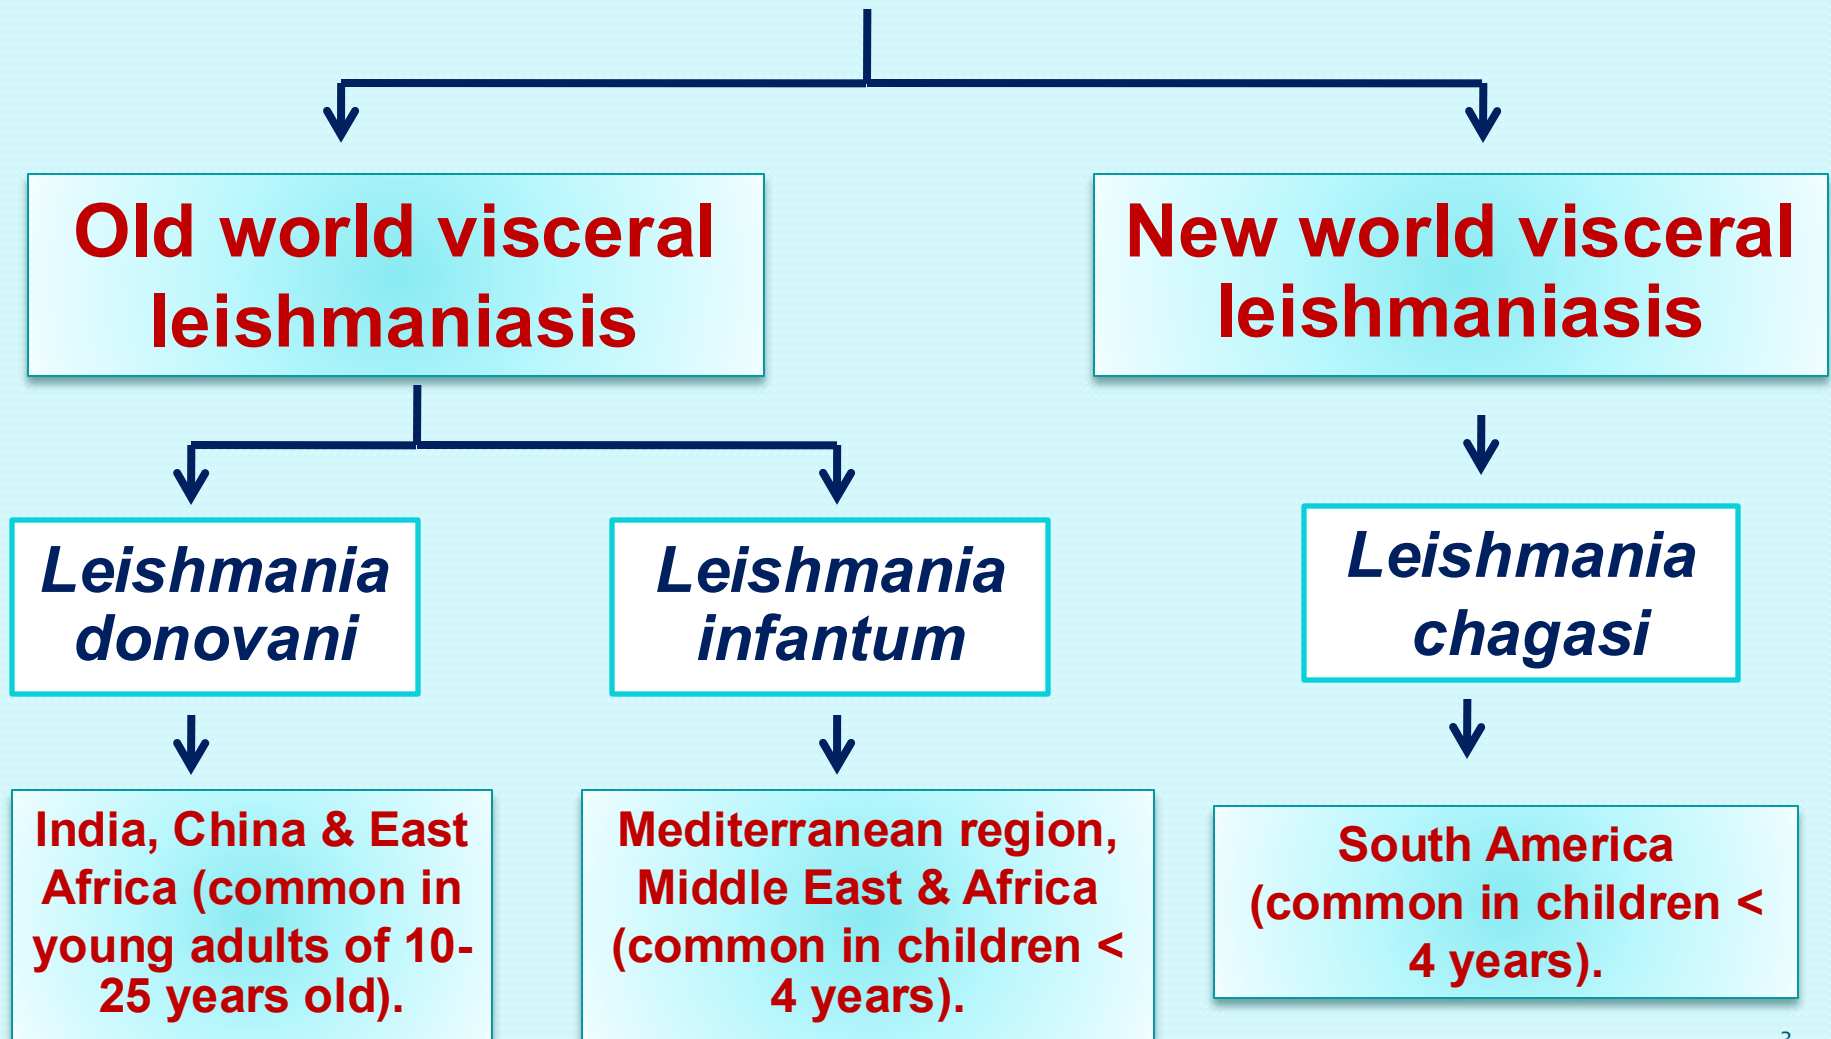 Old world visceral
leishmaniasis
New world visceral
leishmaniasis
Leishmania
donovani
Leishmania
infantum
Leishmania
chagasi
India, China & East
Africa (common in
young adults of 10-
25 years old).
Mediterranean region,
Middle East & Africa
(common in children <
4 years).
South America
(common in children <
4 years).